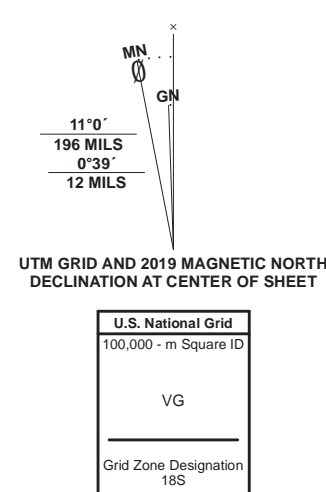 MN
GN
11°0´
196 MILS
0°39´
12 MILS
UTM GRID AND 2019 MAGNETIC NORTH
DECLINATION AT CENTER OF SHEET
U.S. National Grid
100,000 - m Square ID
VG
Grid Zone Designation
18S